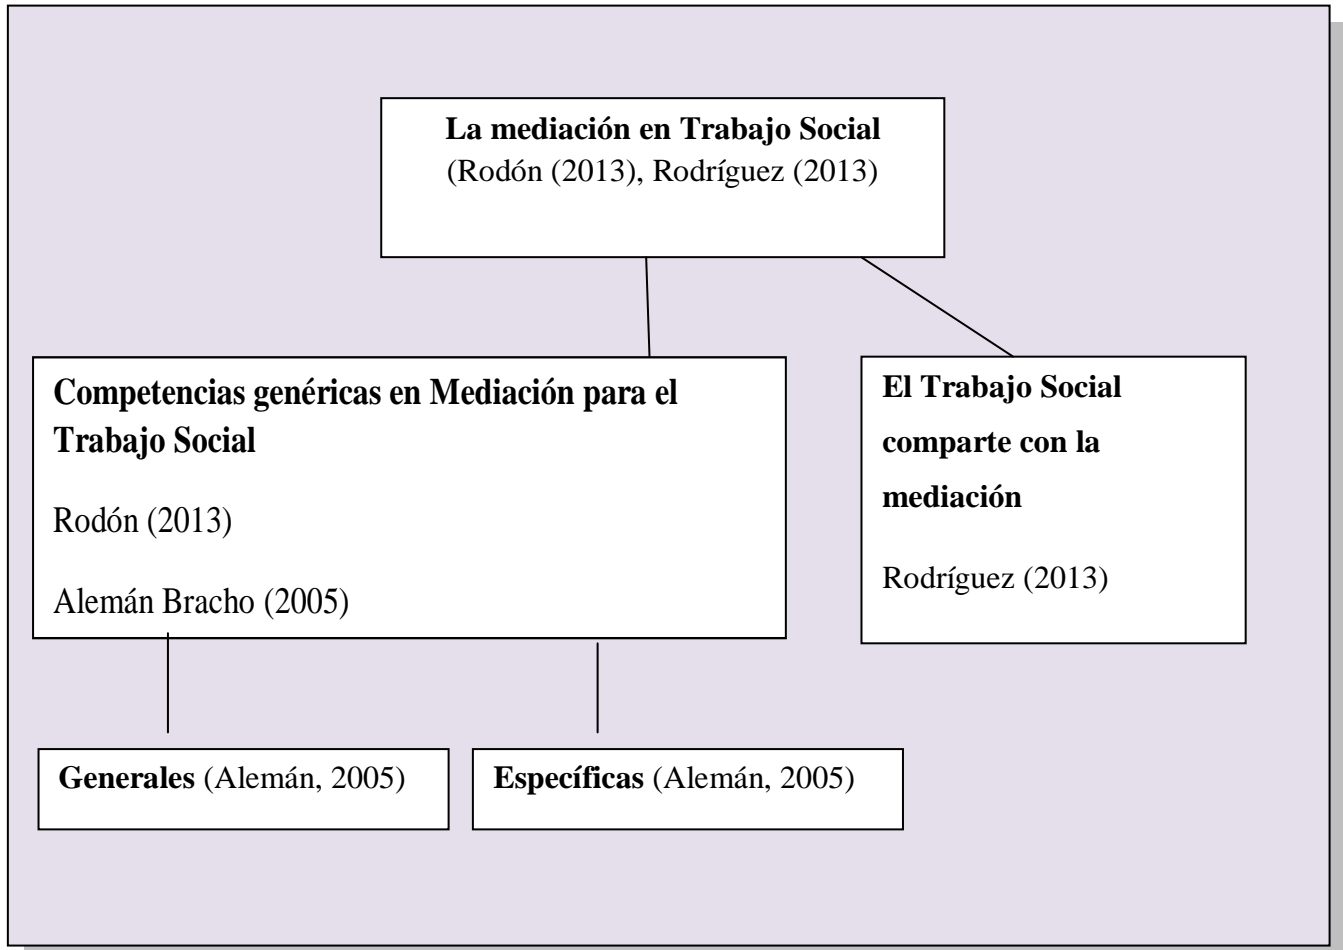 La mediación en Trabajo Social
(Rodón (2013), Rodríguez (2013)
Competencias genéricas en Mediación para el
Trabajo Social
Rodón (2013)
Alemán Bracho (2005)
El Trabajo Social
comparte con la
mediación
Rodríguez (2013)
Generales (Alemán, 2005)
Específicas (Alemán, 2005)